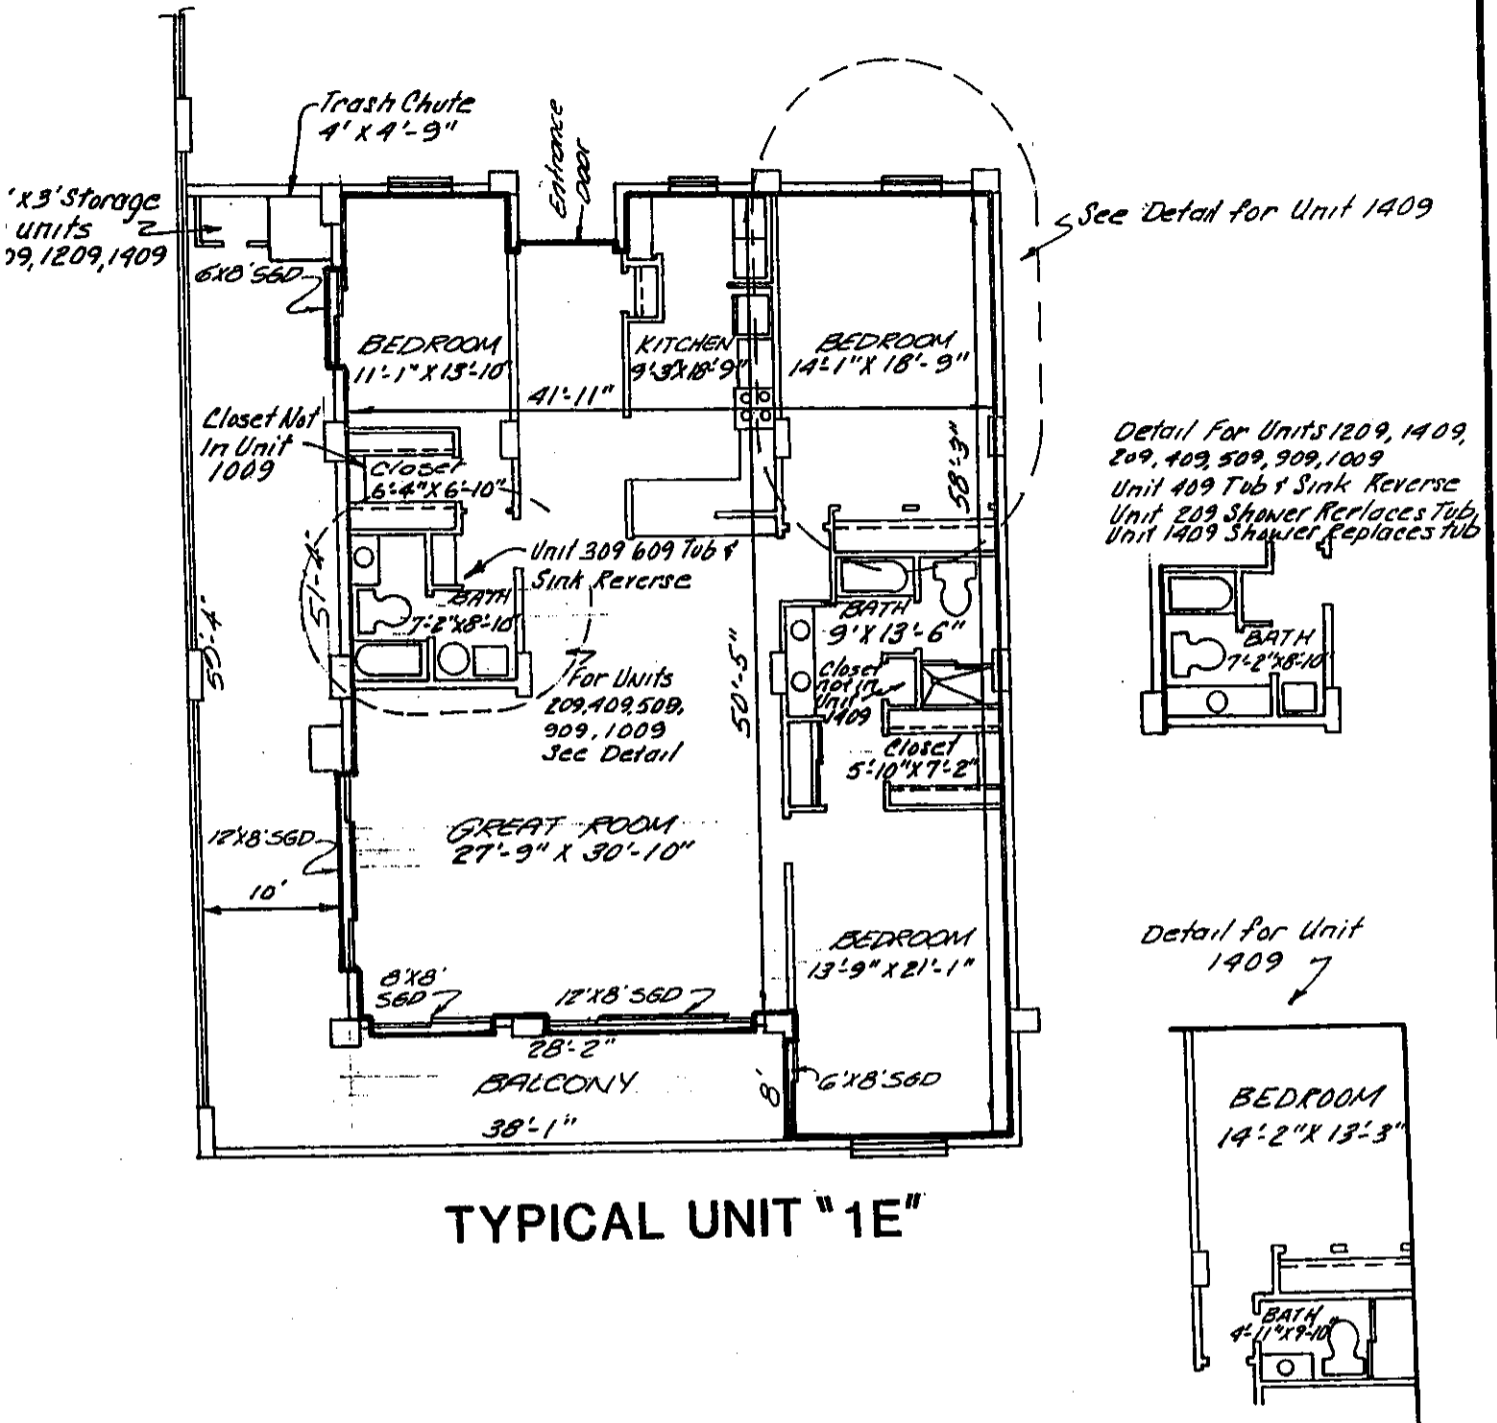 Trash Chute
4' X 4'-9"
Entrance
Door
'x3' Storage
units
09, 1209, 1409
6X8' SGD
See Detail for Unit 1409
BEDROOM
11'-1" X 13'-10"
KITCHEN
9'-3"X18'-9"
BEDROOM
14'-1" X 18'-9"
41'-11"
Closet Not
In Unit
1009
Closet
6'-4" X 6'-10"
58'-3"
Detail For Units 1209, 1409,
209, 409, 509, 909, 1009
Unit 409 Tub & Sink Reverse
Unit 209 Shower Replaces Tub,
Unit 1409 Shower Replaces tub
51'-4"
55'-4"
Unit 309 609 Tub &
Sink Reverse
BATH
7'-2"X8'-10"
BATH
9' X 13'-6"
BATH
7'-2"X8'-10"
For Units
209, 409, 509,
909, 1009
See Detail
50'-5"
Closet
not in
Unit
1409
Closet
5'-10"X7'-2"
GREAT ROOM
27'-9" X 30'-10"
12'X8' SGD
10'
BEDROOM
13'-9" X 21'-1"
Detail for Unit
1409
8'X8'
SGD
12'X8' SGD
28'-2"
BALCONY
8'
6'X8' SGD
38'-1"
BEDROOM
14'-2" X 13'-3"
BATH
4'-11"X9'-10"
TYPICAL UNIT "1E"